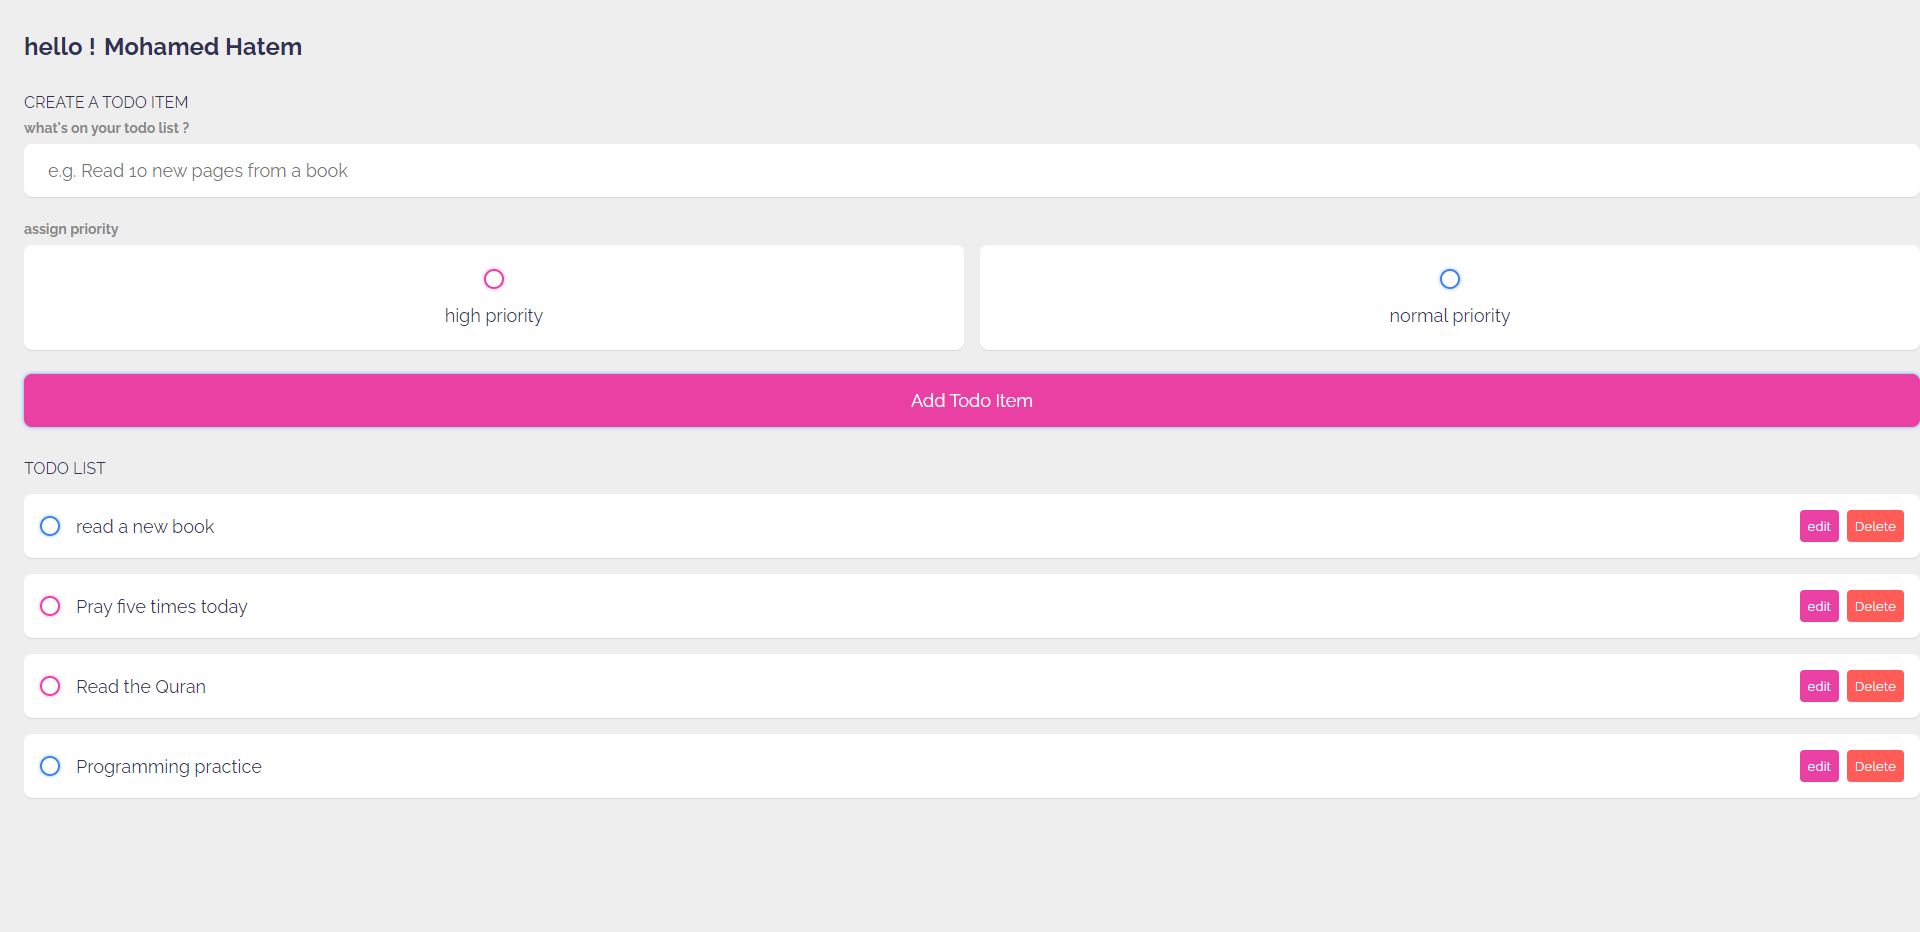 hello ! Mohamed Hatem
CREATE A TODO ITEM
what's on your todo list ?
e.g. Read 10 new pages from a book
assign priority
high priority
normal priority
Add Todo Item
TODO LIST
read a new book edit Delete
Pray five times today edit Delete
Read the Quran edit Delete
Programming practice edit Delete